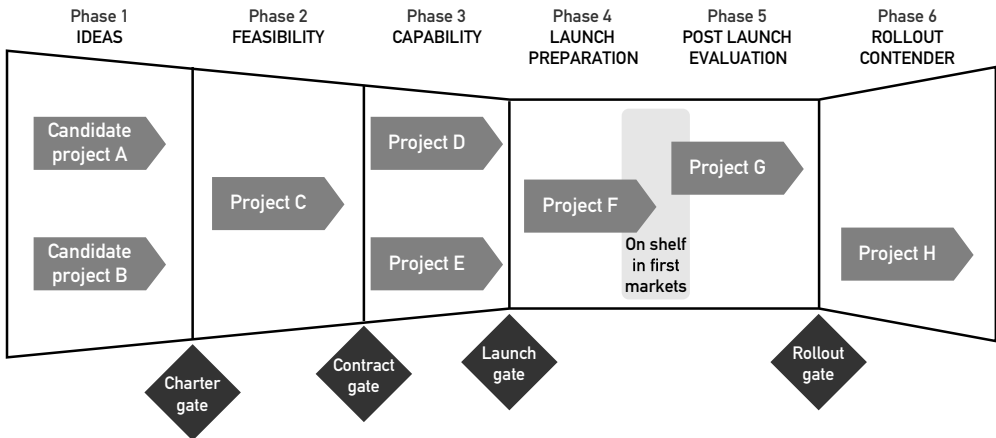 Phase 1
IDEAS
Phase 2
FEASIBILITY
Phase 3
CAPABILITY
Phase 4
LAUNCH
PREPARATION
Phase 5
POST LAUNCH
EVALUATION
Phase 6
ROLLOUT
CONTENDER
Candidate
project A
Candidate
project B
Project C
Project D
Project E
Project F
On shelf
in first
markets
Project G
Project H
Charter
gate
Contract
gate
Launch
gate
Rollout
gate